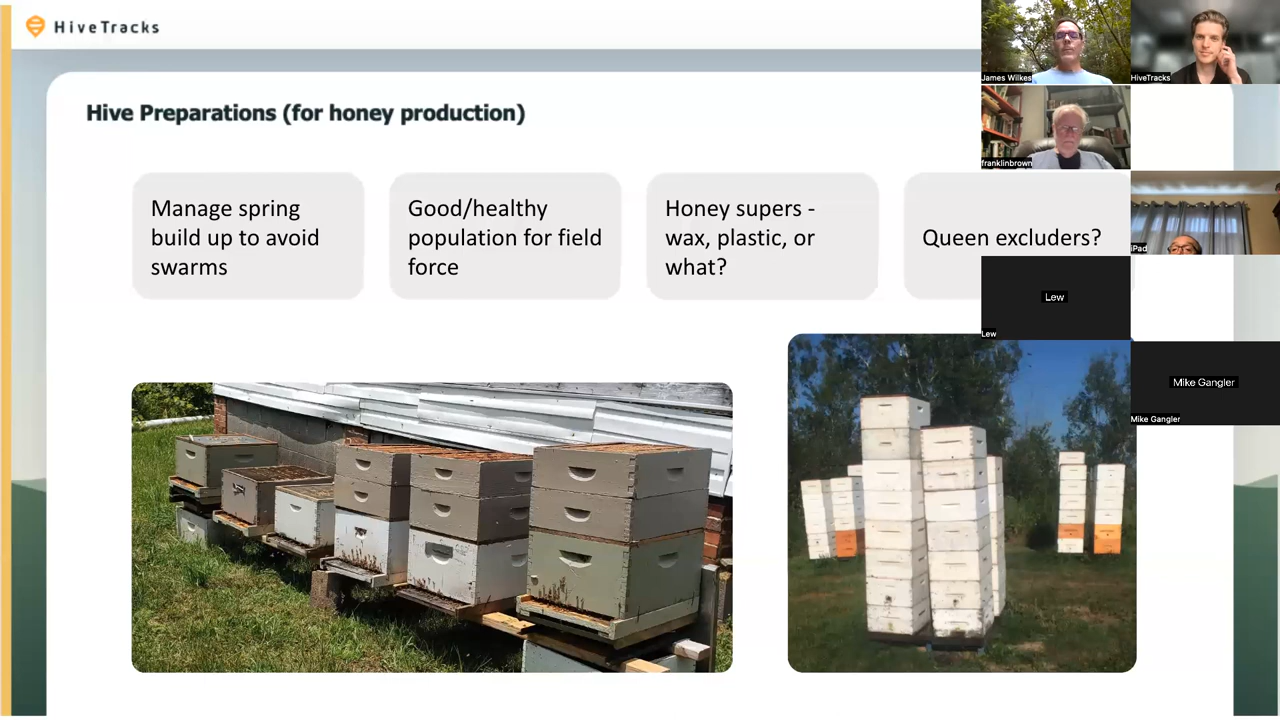 HiveTracks
Hive Preparations (for honey production)
Manage spring
build up to avoid
swarms
Good/healthy
population for field
force
Honey supers -
wax, plastic, or
what?
Queen excluders?
James Wilkes
HiveTracks
franklinbrown
iPad
Lew
Lew
Mike Gangler
Mike Gangler